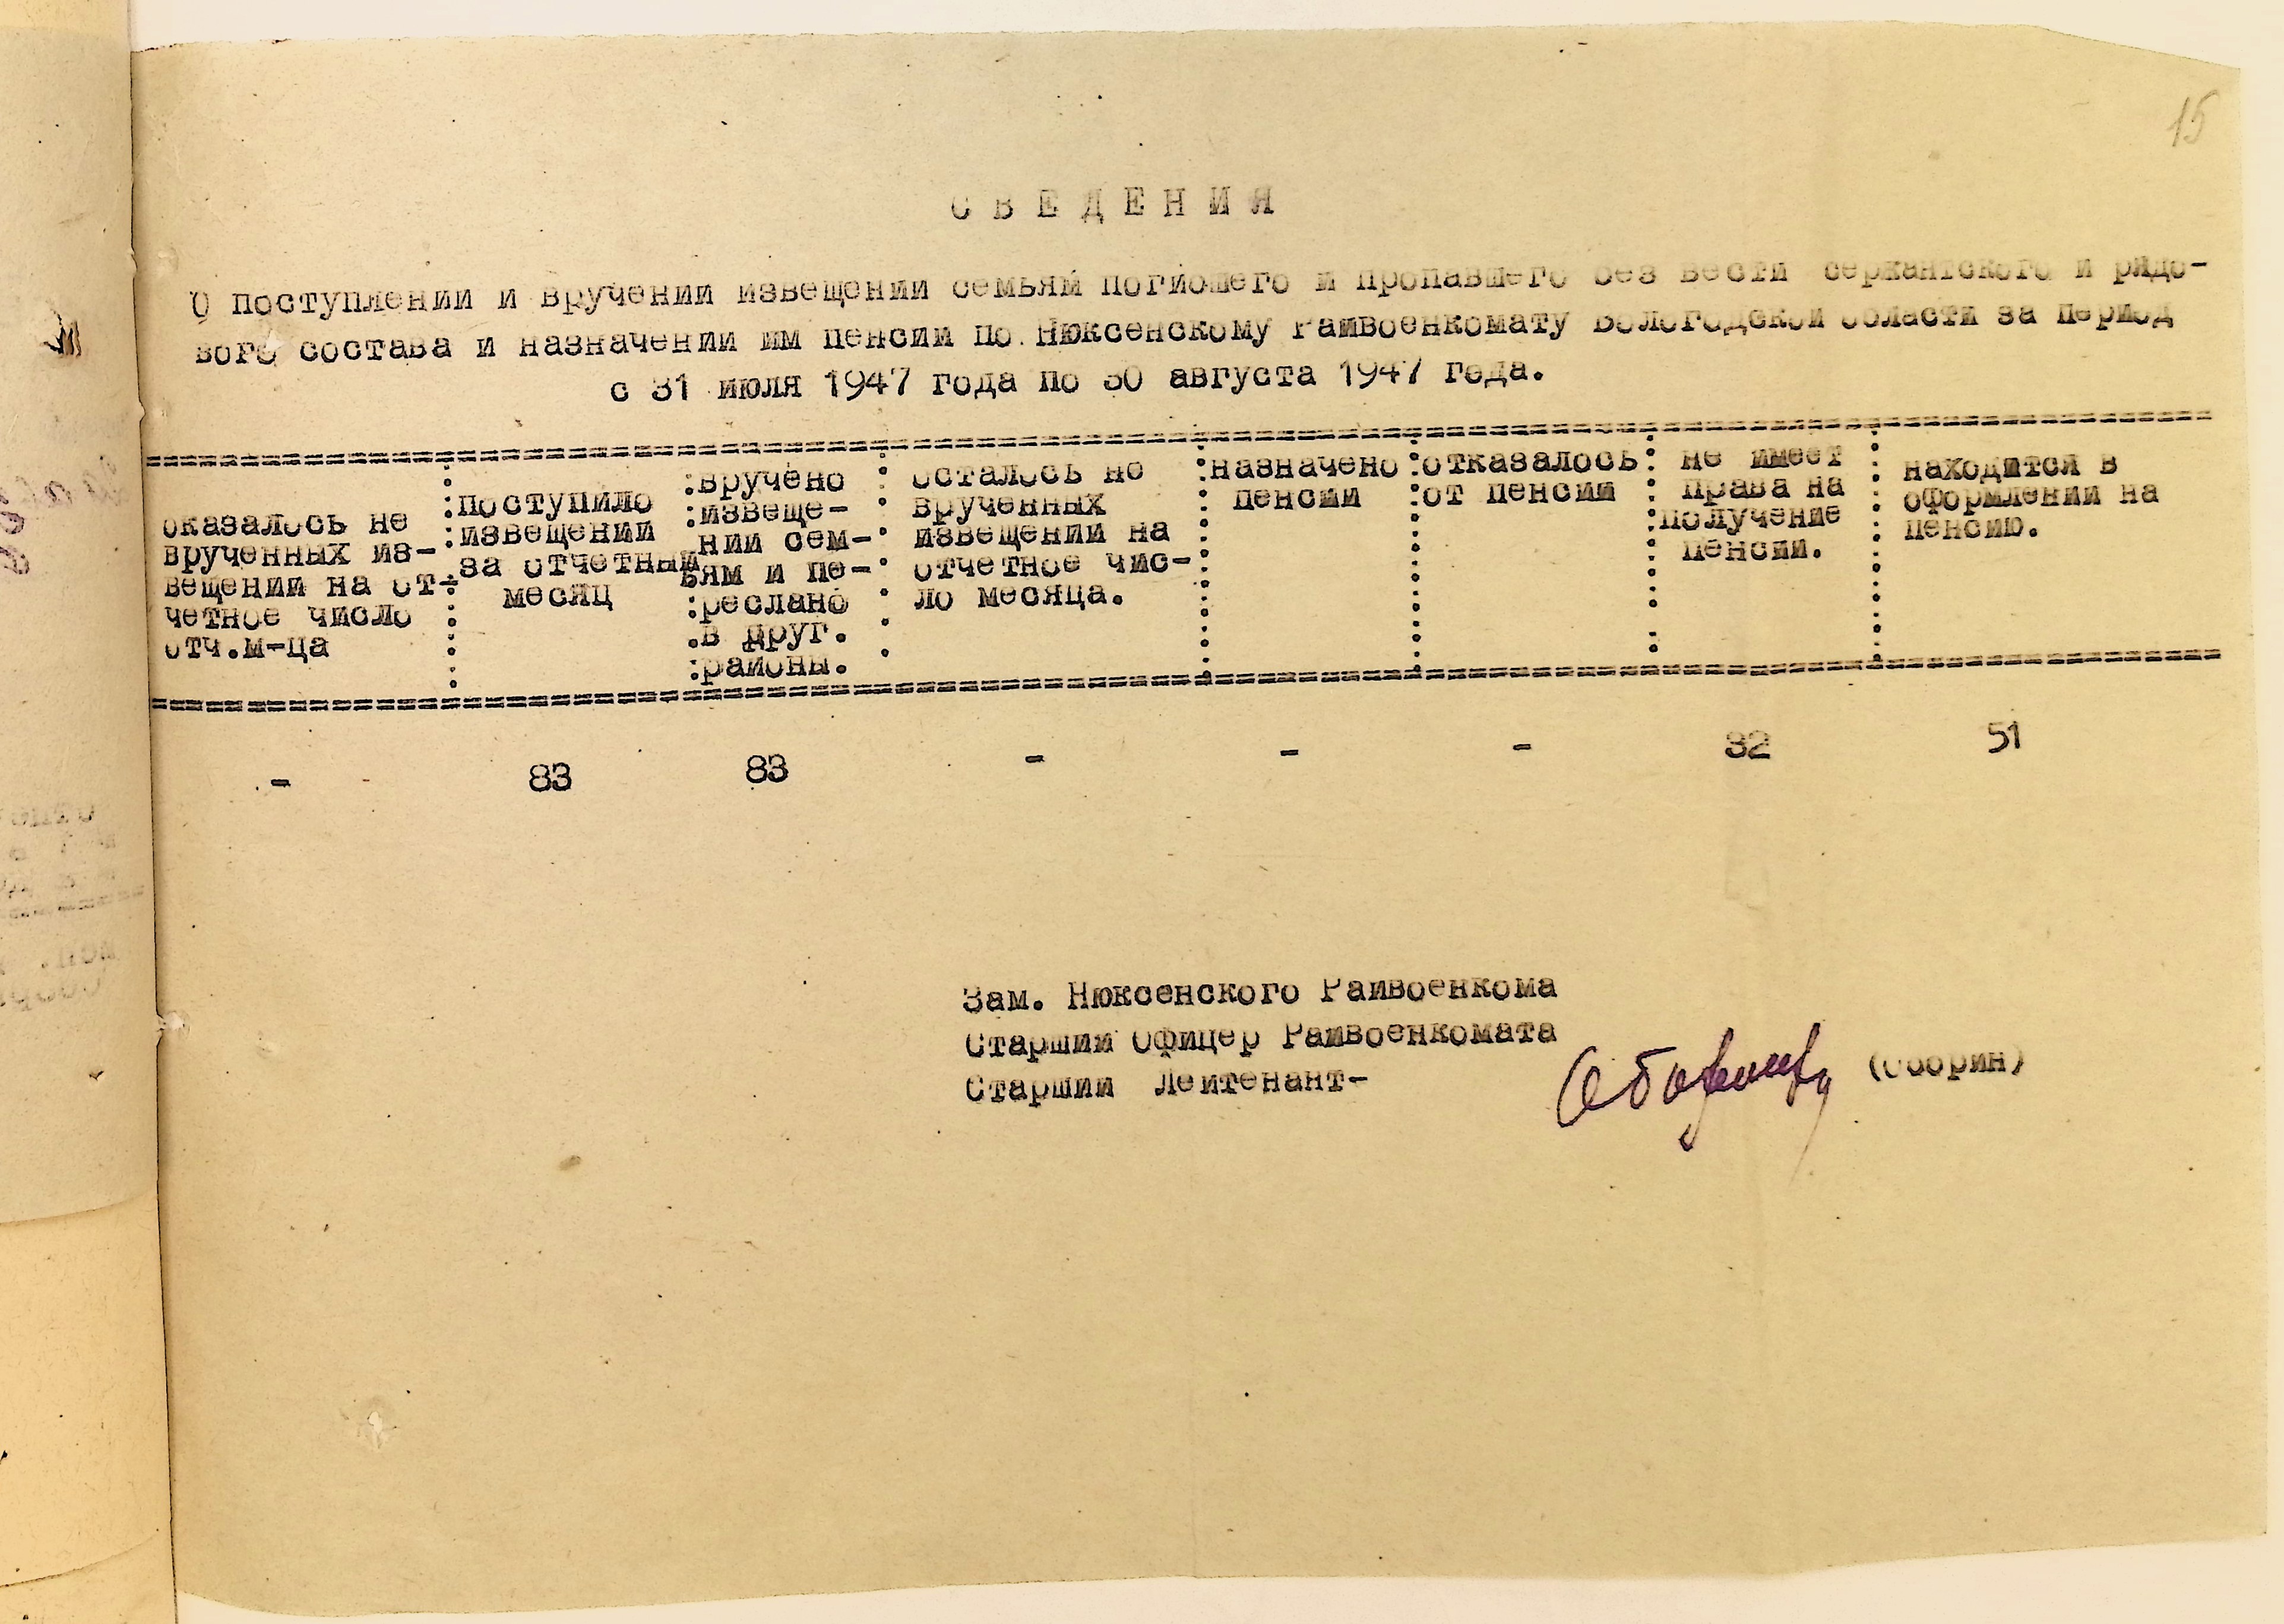 15
СВЕДЕНИЯ
О поступлении и вручении извещений семьям погибшего и пропавшего без вести сержантского и рядо-
вого состава и назначении им пенсии по Нюксенскому Райвоенкомату Вологодской области за период
с 31 июля 1947 года по 30 августа 1947 года.
оказалось не
врученных из-
вещений на от-
четное число
отч.м-ца
поступило
извещений
за отчетный
месяц
вручено
извеще-
ний сем-
ьям и пе-
реслано
в друг.
районы.
осталось не
врученных
извещений на
отчетное чис-
ло месяца.
назначено
пенсии
отказалось
от пенсии
не имеет
права на
получение
пенсии.
находится в
оформлении на
пенсию.
- 83 83 - - - 32 51
Зам. Нюксенского Райвоенкома
Старший Офицер Райвоенкомата
Старший Лейтенант- (Оборин)